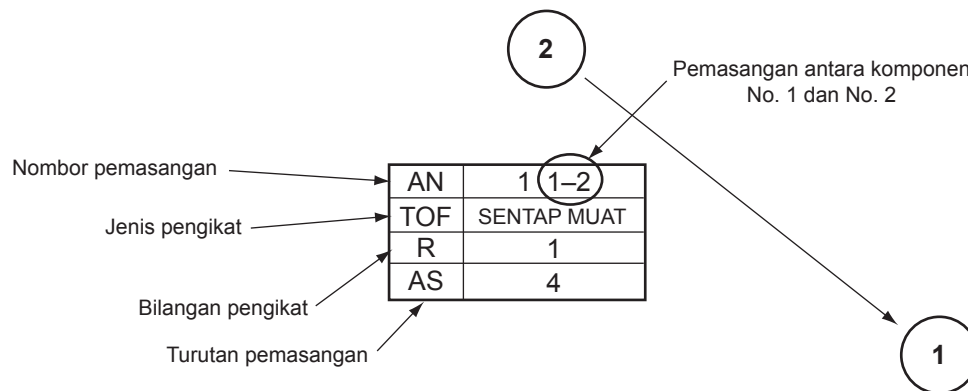 2
Pemasangan antara komponen
No. 1 dan No. 2
Nombor pemasangan
AN 1 1–2
Jenis pengikat
TOF SENTAP MUAT
R 1
AS 4
Bilangan pengikat
Turutan pemasangan
1